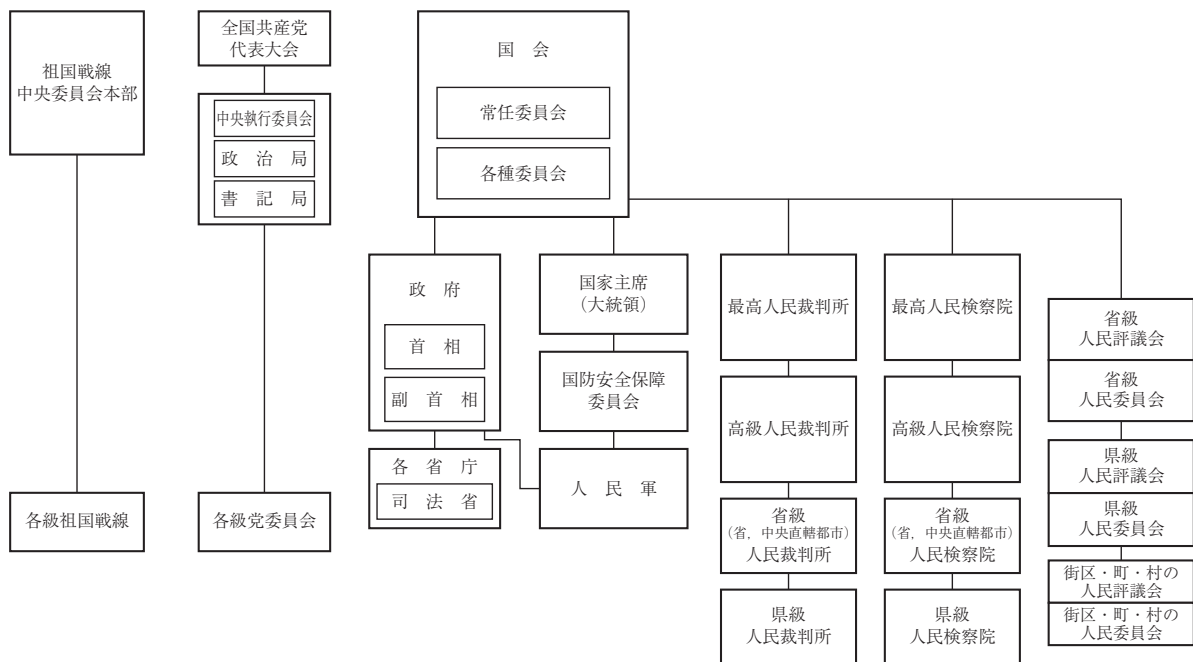 祖国戦線
中央委員会本部
各級祖国戦線
全国共産党
代表大会
中央執行委員会
政治局
書記局
各級党委員会
国会
常任委員会
各種委員会
政府
首相
副首相
各省庁
司法省
国家主席
（大統領）
国防安全保障
委員会
人民軍
最高人民裁判所
高級人民裁判所
省級
（省，中央直轄都市）
人民裁判所
県級
人民裁判所
最高人民検察院
高級人民検察院
省級
（省，中央直轄都市）
人民検察院
県級
人民検察院
省級
人民評議会
省級
人民委員会
県級
人民評議会
県級
人民委員会
街区・町・村の
人民評議会
街区・町・村の
人民委員会